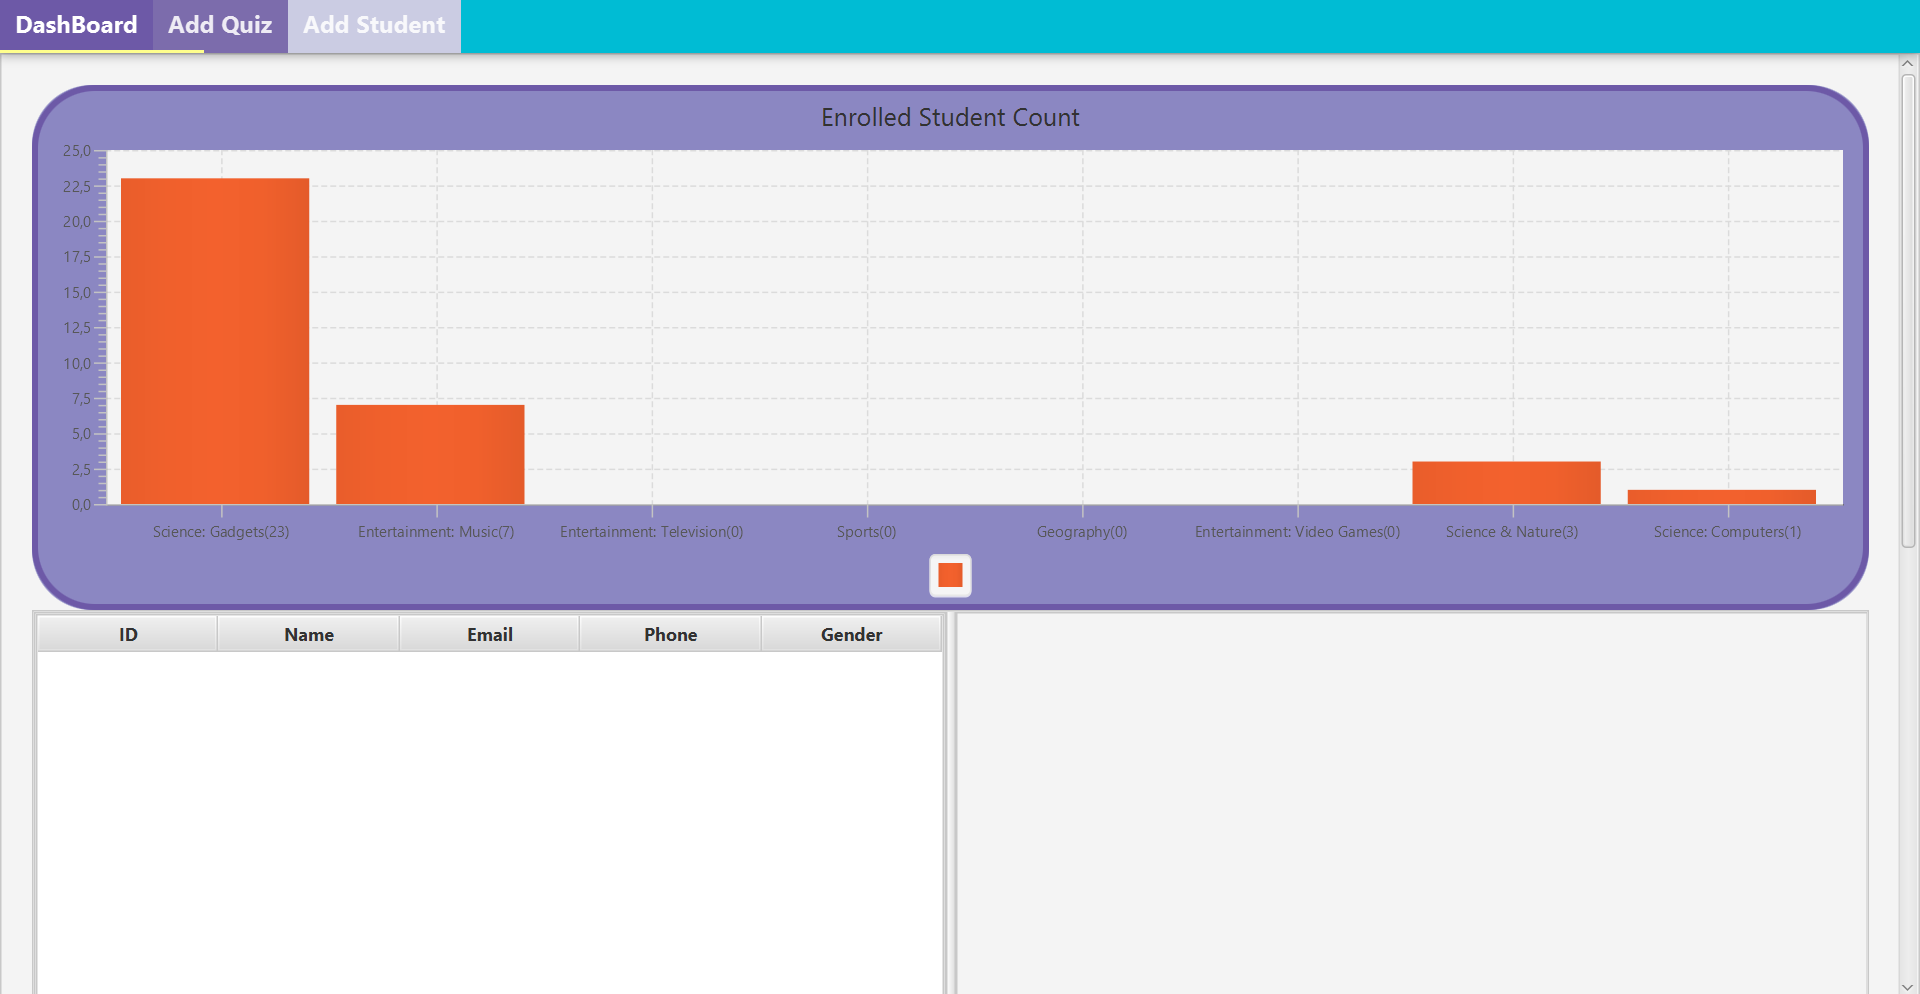 DashBoard Add Quiz Add Student
Enrolled Student Count
25,0
22,5
20,0
17,5
15,0
12,5
10,0
7,5
5,0
2,5
0,0
Science: Gadgets(23) Entertainment: Music(7) Entertainment: Television(0) Sports(0) Geography(0) Entertainment: Video Games(0) Science & Nature(3) Science: Computers(1)
ID Name Email Phone Gender